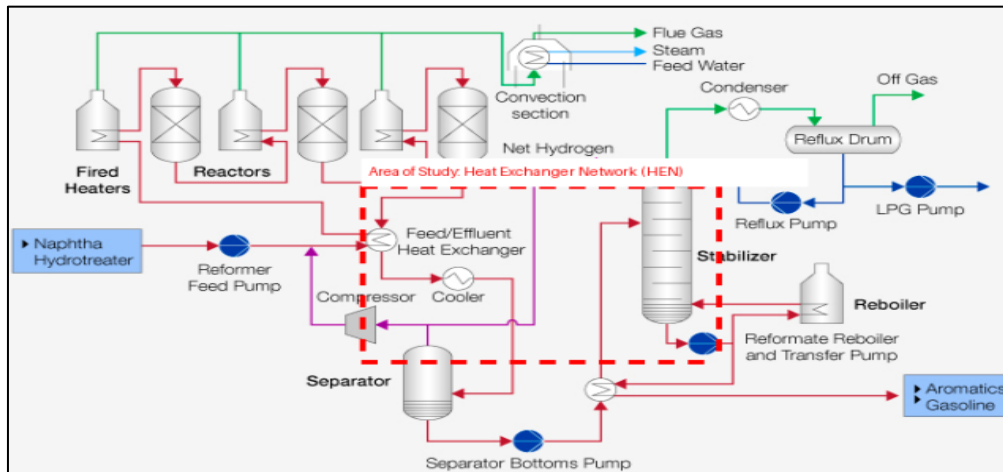 Flue Gas
Steam
Feed Water
Convection
section
Condenser
Off Gas
Reflux Drum
Fired
Heaters
Reactors
Net Hydrogen
Area of Study: Heat Exchanger Network (HEN)
Reflux Pump
LPG Pump
Naphtha
Hydrotreater
Reformer
Feed Pump
Feed/Effluent
Heat Exchanger
Compressor
Cooler
Stabilizer
Reboiler
Reformate Reboiler
and Transfer Pump
Separator
Aromatics
Gasoline
Separator Bottoms Pump